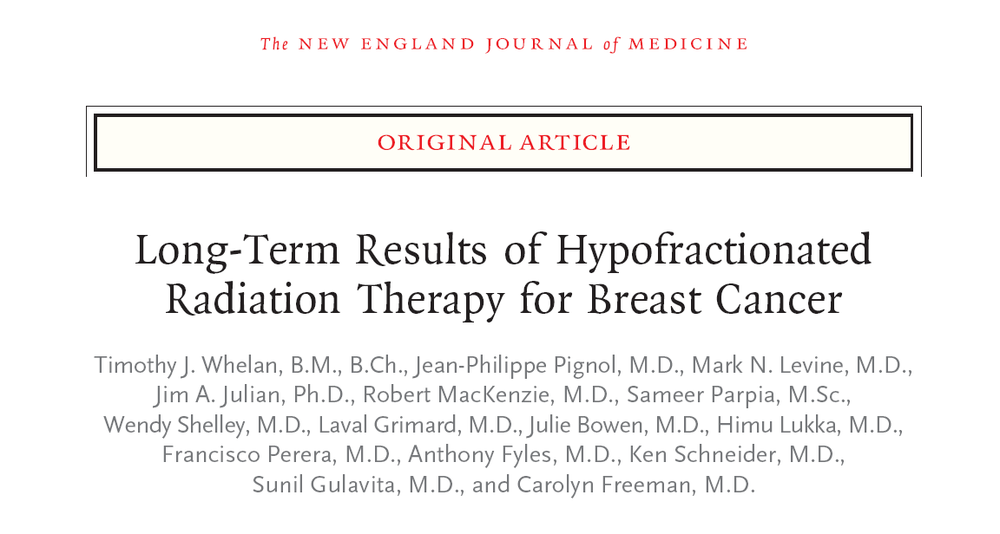 The NEW ENGLAND JOURNAL of MEDICINE
ORIGINAL ARTICLE
Long-Term Results of Hypofractionated
Radiation Therapy for Breast Cancer
Timothy J. Whelan, B.M., B.Ch., Jean-Philippe Pignol, M.D., Mark N. Levine, M.D.,
Jim A. Julian, Ph.D., Robert MacKenzie, M.D., Sameer Parpia, M.Sc.,
Wendy Shelley, M.D., Laval Grimard, M.D., Julie Bowen, M.D., Himu Lukka, M.D.,
Francisco Perera, M.D., Anthony Fyles, M.D., Ken Schneider, M.D.,
Sunil Gulavita, M.D., and Carolyn Freeman, M.D.